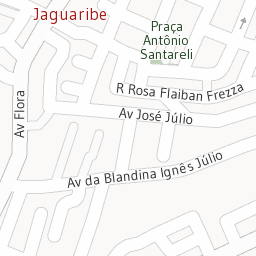 Jaguaribe
Praça
Antônio
Santareli
R Rosa Flaiban Frezza
Av José Júlio
Av Flora
Av da Blandina Ignês Júlio